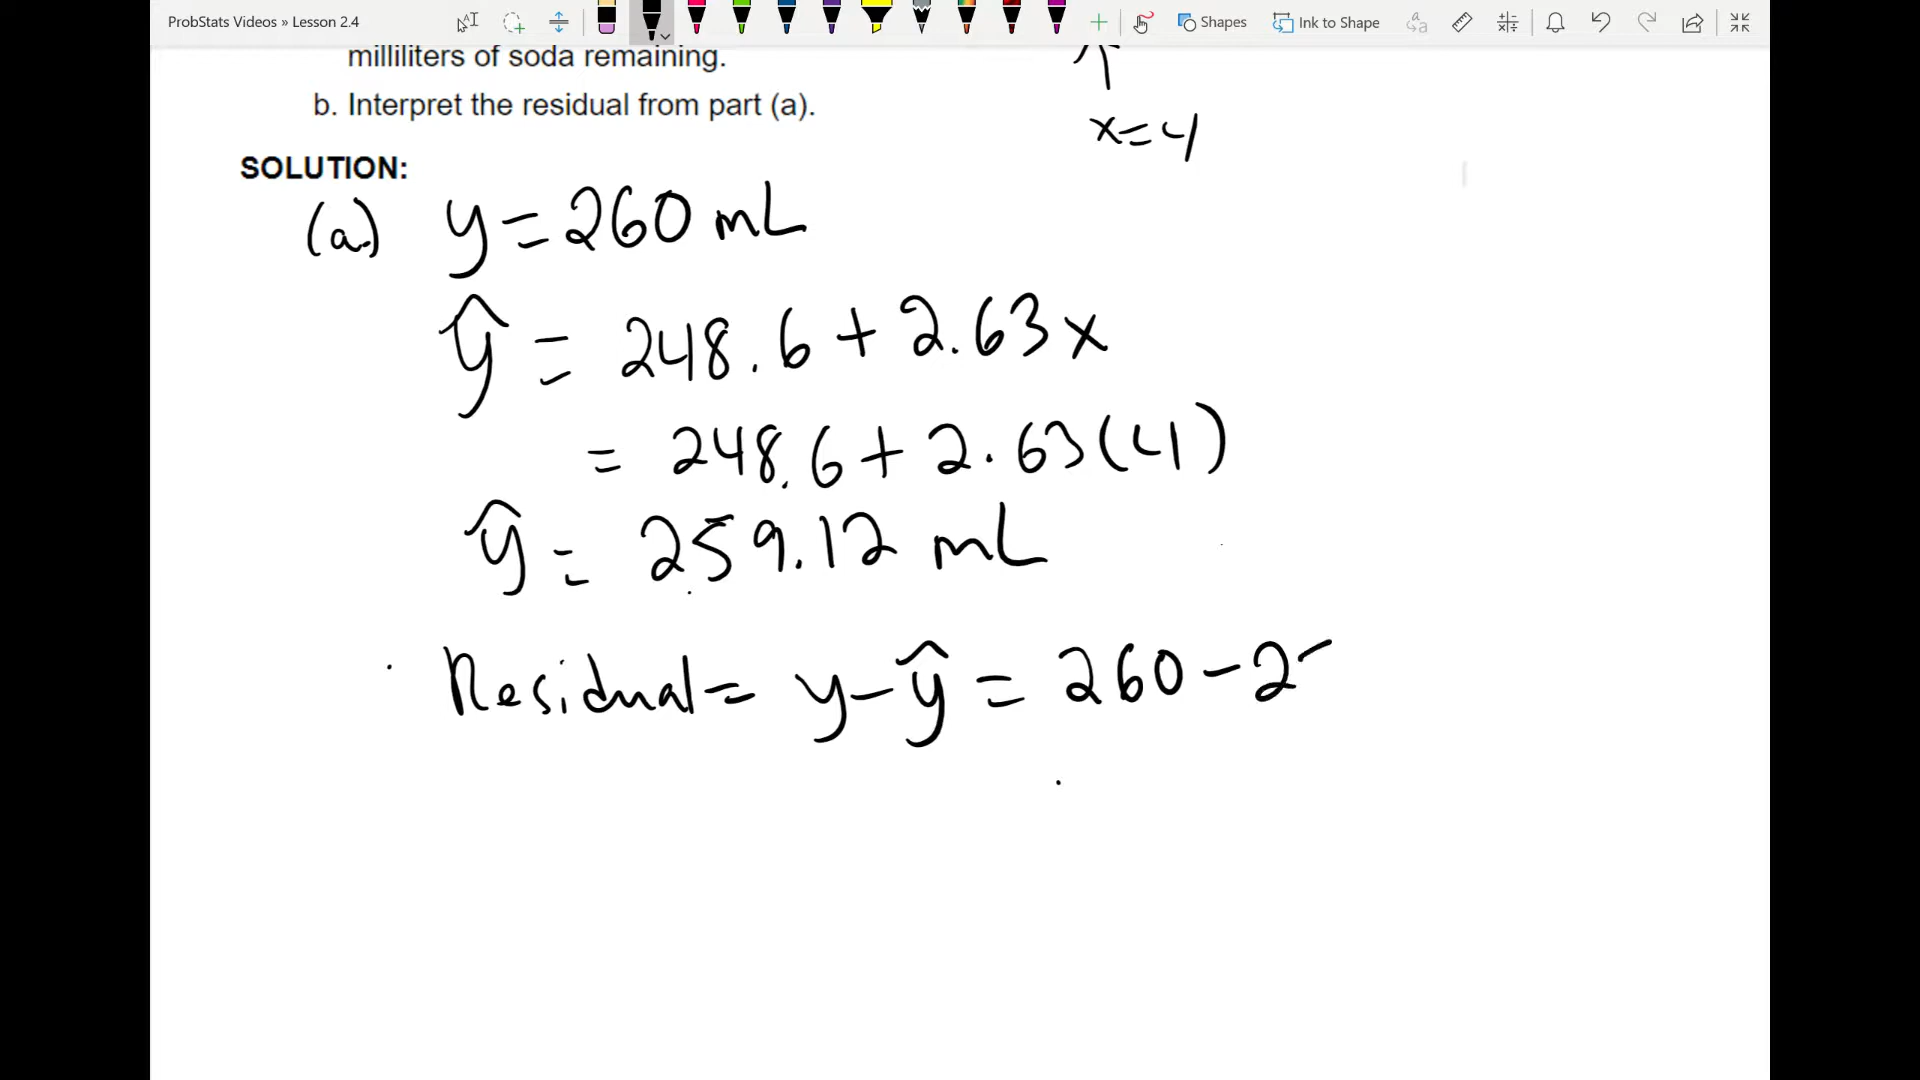 ProbStats Videos » Lesson 2.4
Shapes
Ink to Shape
milliliters of soda remaining.
b. Interpret the residual from part (a).
x=4
SOLUTION:
(a) y=260 mL
ŷ = 248.6+2.63x
= 248.6+2.63(4)
ŷ = 259.12 mL
Residual= y-ŷ = 260-2